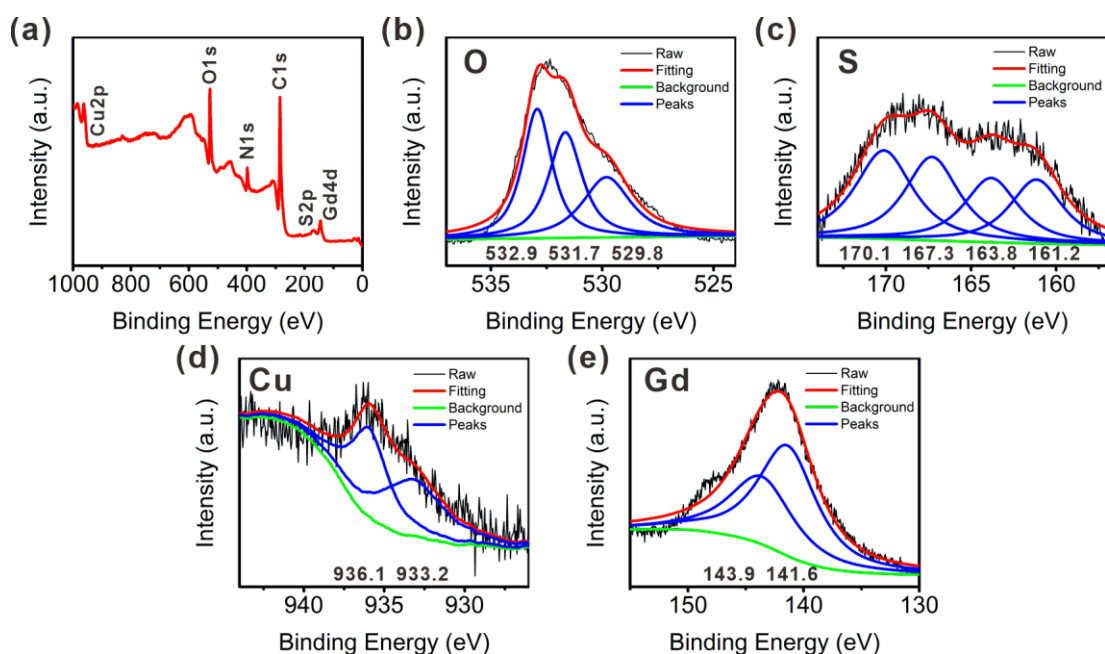 (a)
Intensity (a.u.)
Cu2p
O1s
N1s
C1s
S2p
Gd4d
1000 800 600 400 200 0
Binding Energy (eV)
(b)
O
Intensity (a.u.)
Raw
Fitting
Background
Peaks
532.9 531.7 529.8
535 530 525
Binding Energy (eV)
(c)
S
Intensity (a.u.)
Raw
Fitting
Background
Peaks
170.1 167.3 163.8 161.2
170 165 160
Binding Energy (eV)
(d)
Cu
Intensity (a.u.)
Raw
Fitting
Background
Peaks
936.1 933.2
940 935 930
Binding Energy (eV)
(e)
Gd
Intensity (a.u.)
Raw
Fitting
Background
Peaks
143.9 141.6
150 140 130
Binding Energy (eV)